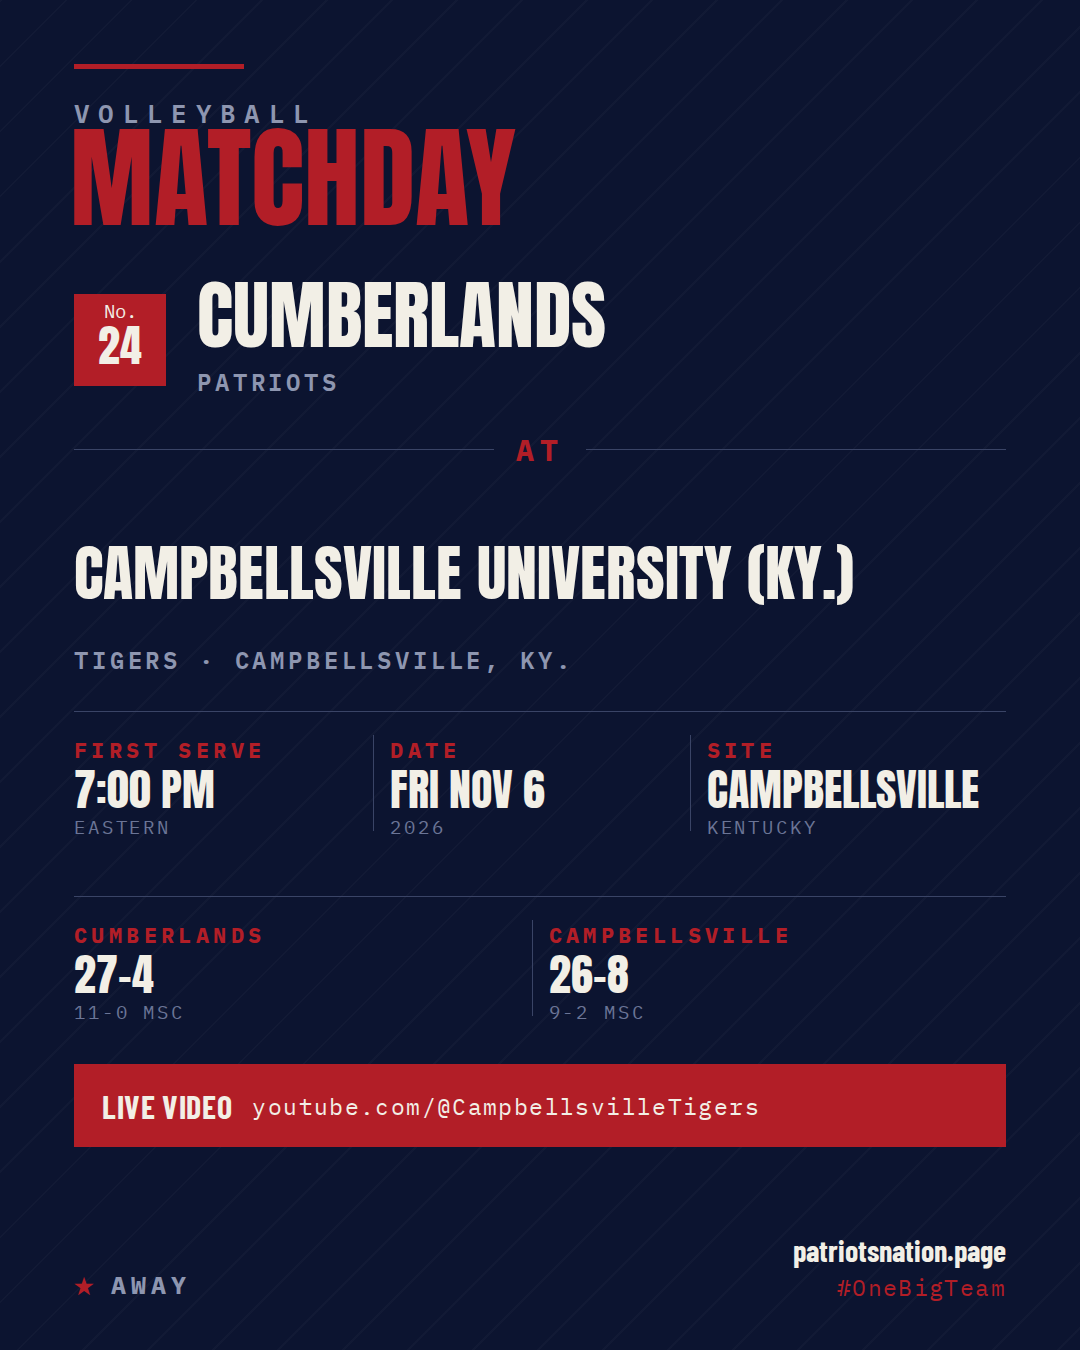 VOLLEYBALL
MATCHDAY
No.
24
CUMBERLANDS
PATRIOTS
AT
CAMPBELLSVILLE UNIVERSITY (KY.)
TIGERS · CAMPBELLSVILLE, KY.
FIRST SERVE
7:00 PM
EASTERN
DATE
FRI NOV 6
2026
SITE
CAMPBELLSVILLE
KENTUCKY
CUMBERLANDS
27-4
11-0 MSC
CAMPBELLSVILLE
26-8
9-2 MSC
LIVE VIDEO youtube.com/@CampbellsvilleTigers
★ AWAY
patriotsnation.page
#OneBigTeam